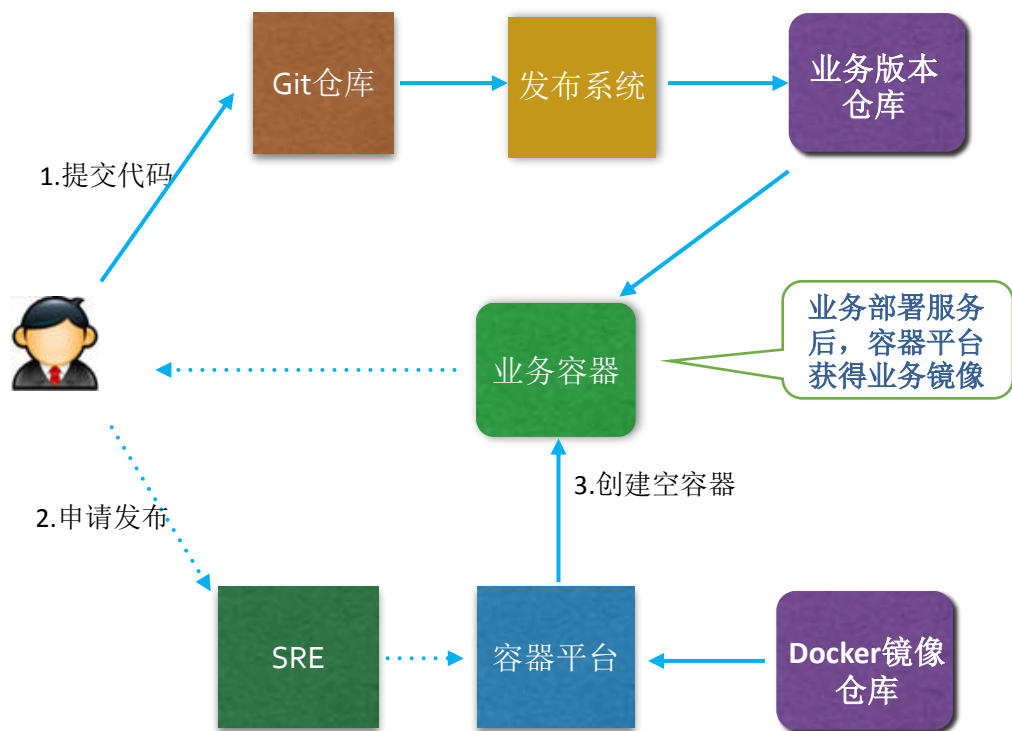 Git仓库
发布系统
业务版本
仓库
1.提交代码
业务容器
业务部署服务
后，容器平台
获得业务镜像
3.创建空容器
2.申请发布
SRE
容器平台
Docker镜像
仓库